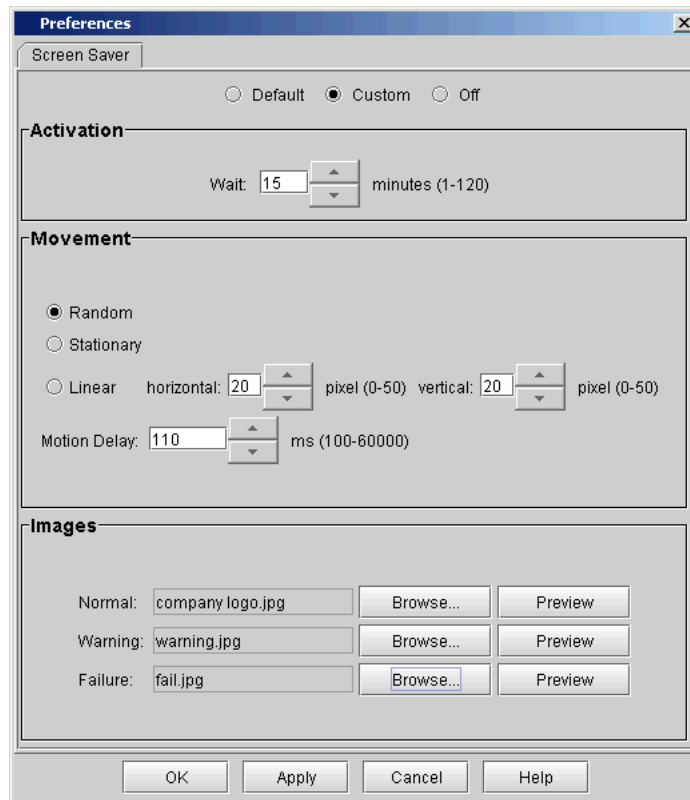 Preferences
Screen Saver
Default Custom Off
Activation
Wait: 15 minutes (1-120)
Movement
Random
Stationary
Linear horizontal: 20 pixel (0-50) vertical: 20 pixel (0-50)
Motion Delay: 110 ms (100-60000)
Images
Normal: company logo.jpg Browse... Preview
Warning: warning.jpg Browse... Preview
Failure: fail.jpg Browse... Preview
OK Apply Cancel Help